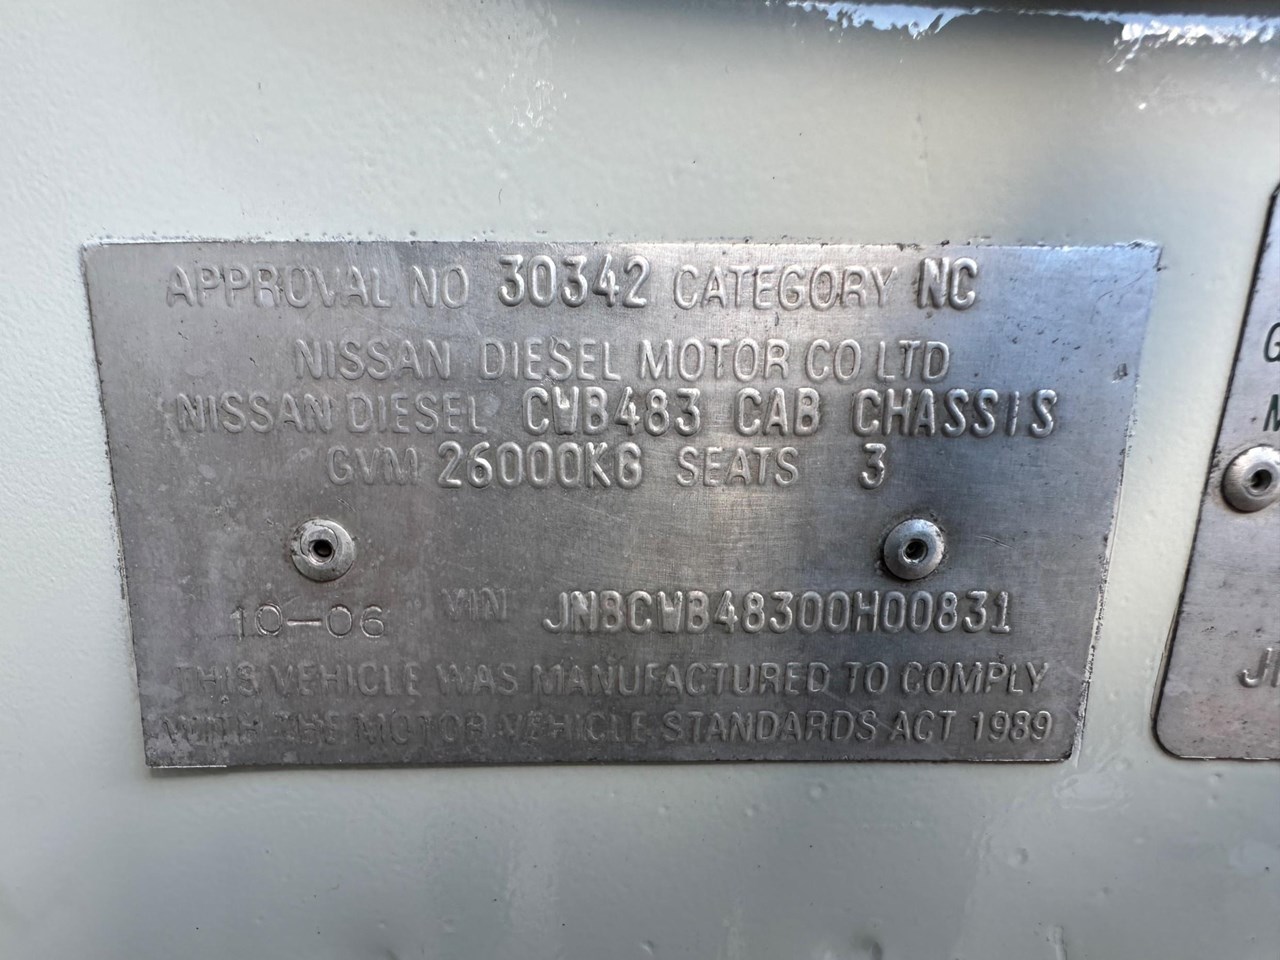 APPROVAL NO 30342 CATEGORY NC
NISSAN DIESEL MOTOR CO LTD
NISSAN DIESEL CWB483 CAB CHASSIS
GVM 26000KG SEATS 3
10-06 VIN JNBCWB48300H00831
THIS VEHICLE WAS MANUFACTURED TO COMPLY
WITH THE MOTOR VEHICLE STANDARDS ACT 1989